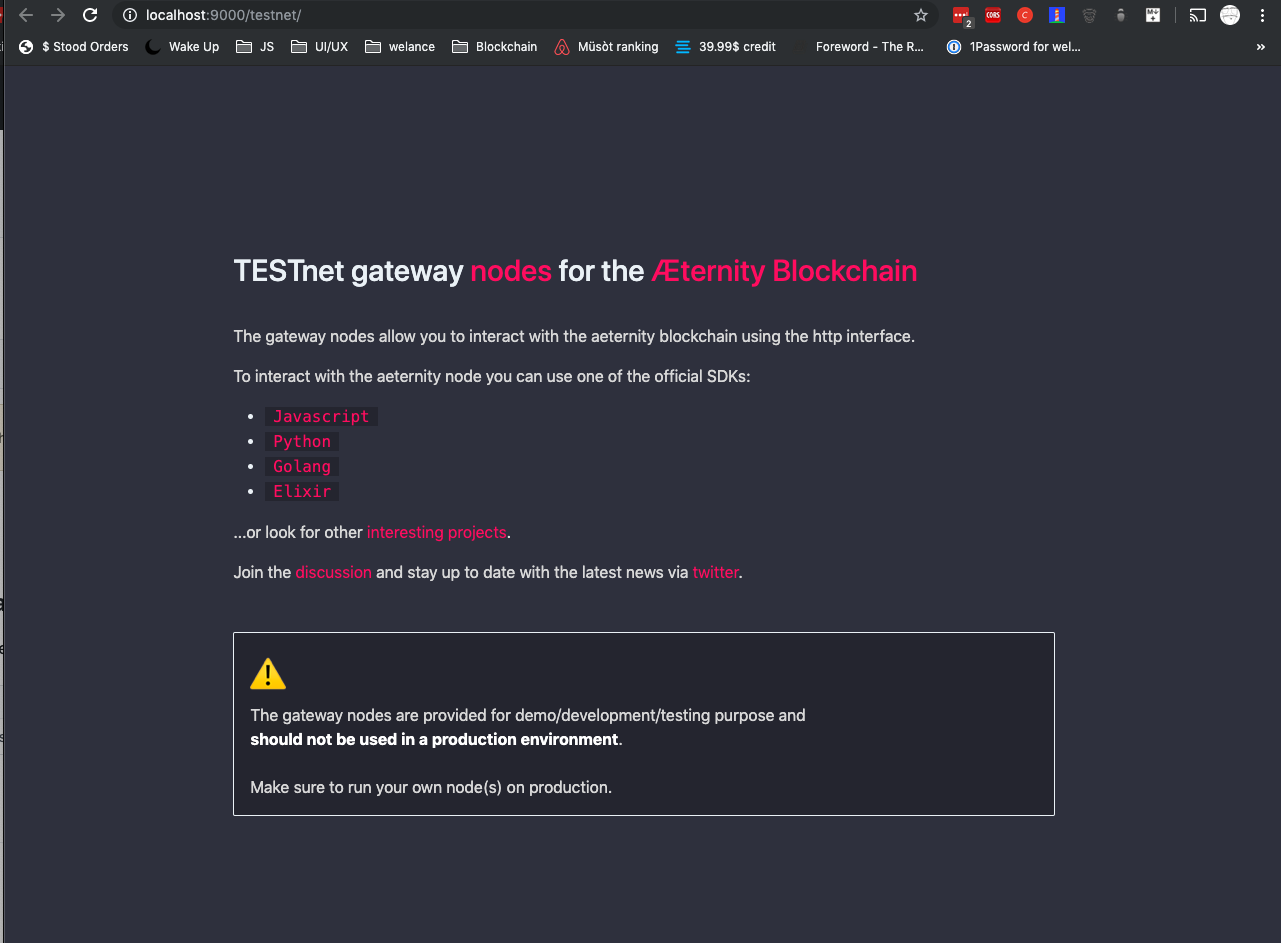 localhost:9000/testnet/
2
CORS
C
M
$ Stood Orders
Wake Up
JS
UI/UX
welance
Blockchain
Müsòt ranking
39.99$ credit
Foreword - The R...
1Password for wel...
»
TESTnet gateway nodes for the Æternity Blockchain
The gateway nodes allow you to interact with the aeternity blockchain using the http interface.
To interact with the aeternity node you can use one of the official SDKs:
• Javascript
• Python
• Golang
• Elixir
...or look for other interesting projects.
Join the discussion and stay up to date with the latest news via twitter.
The gateway nodes are provided for demo/development/testing purpose and
should not be used in a production environment.
Make sure to run your own node(s) on production.